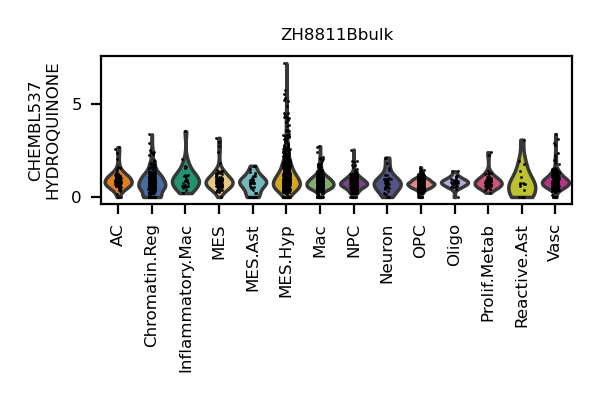 ZH8811Bbulk
CHEMBL537
HYDROQUINONE
5
0
AC
Chromatin.Reg
Inflammatory.Mac
MES
MES.Ast
MES.Hyp
Mac
NPC
Neuron
OPC
Oligo
Prolif.Metab
Reactive.Ast
Vasc